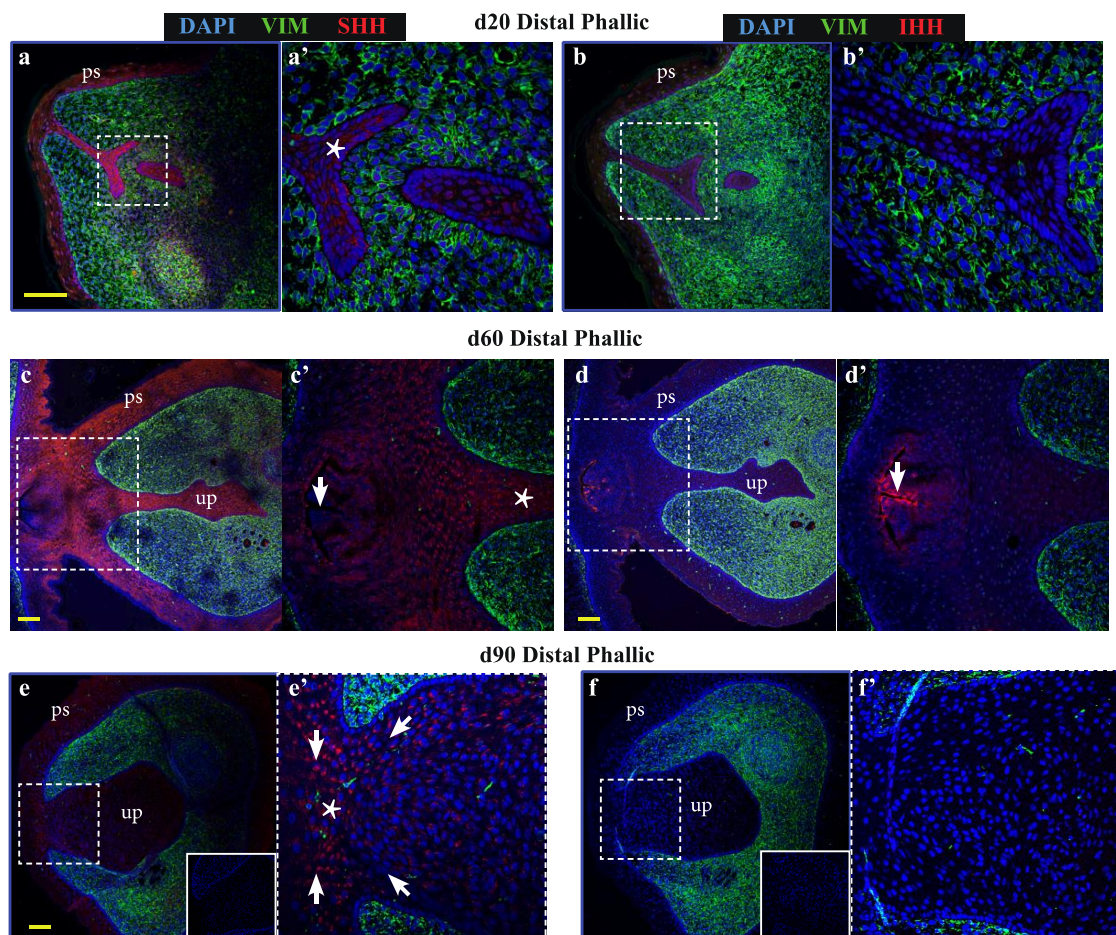 DAPI VIM SHH d20 Distal Phallic DAPI VIM IHH
a ps a’ b ps b’
d60 Distal Phallic
c ps up c’ d ps up d’
d90 Distal Phallic
e ps up e’ f ps up f’